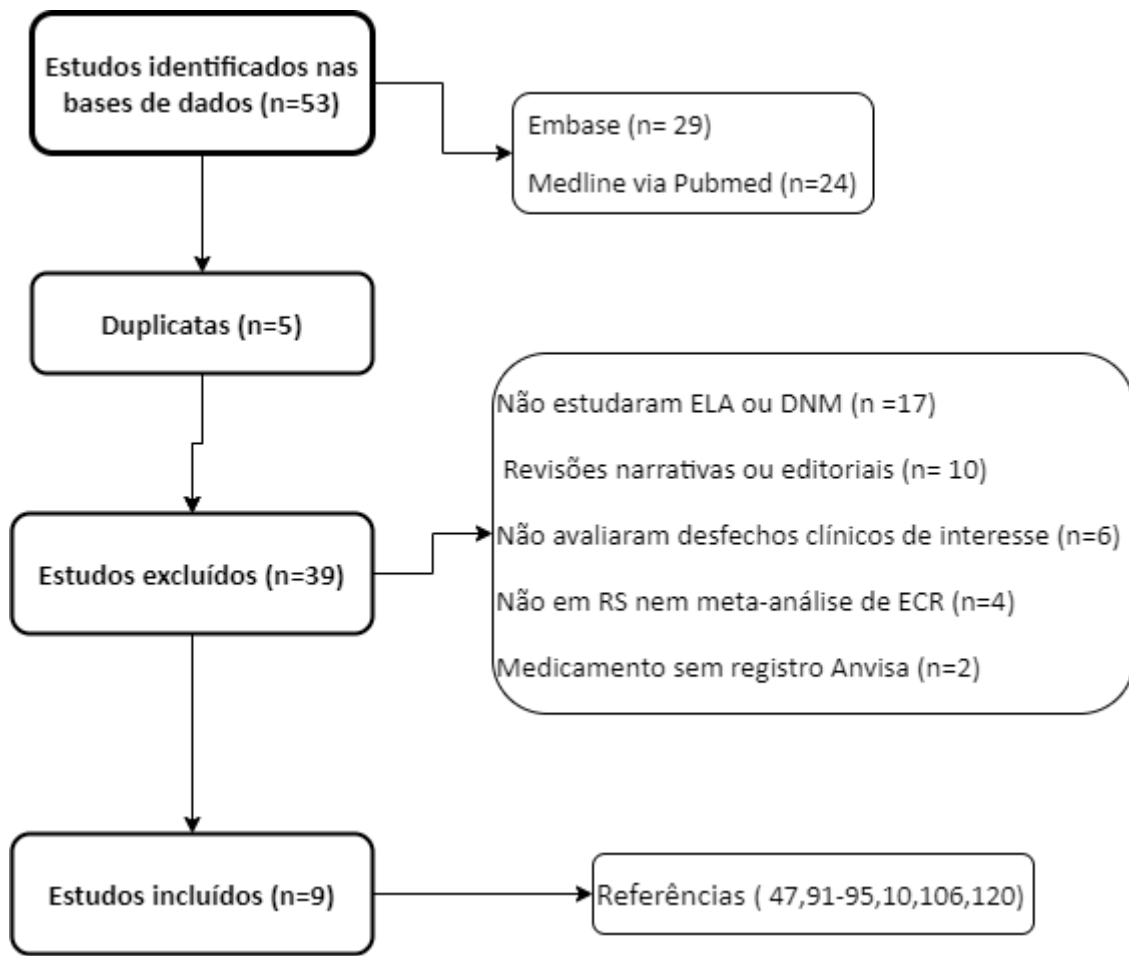 Estudos identificados nas
bases de dados (n=53)
Embase (n= 29)
Medline via Pubmed (n=24)
Duplicatas (n=5)
Não estudaram ELA ou DNM (n =17)
Revisões narrativas ou editoriais (n= 10)
Não avaliaram desfechos clínicos de interesse (n=6)
Não em RS nem meta-análise de ECR (n=4)
Medicamento sem registro Anvisa (n=2)
Estudos excluídos (n=39)
Estudos incluídos (n=9)
Referências ( 47,91-95,10,106,120)